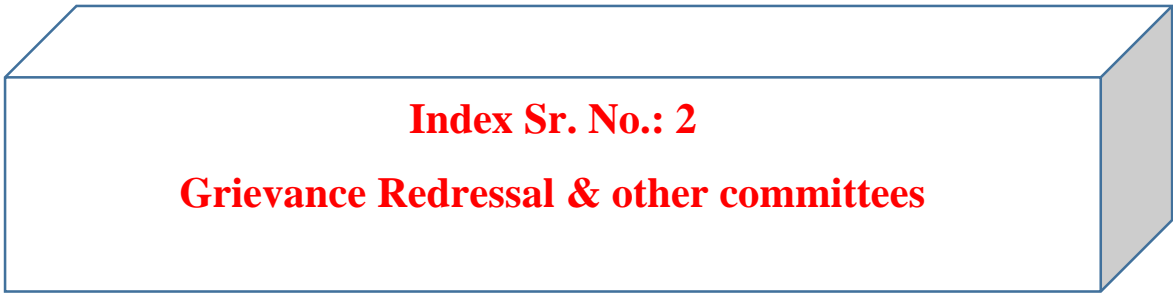 Index Sr. No.: 2
Grievance Redressal & other committees